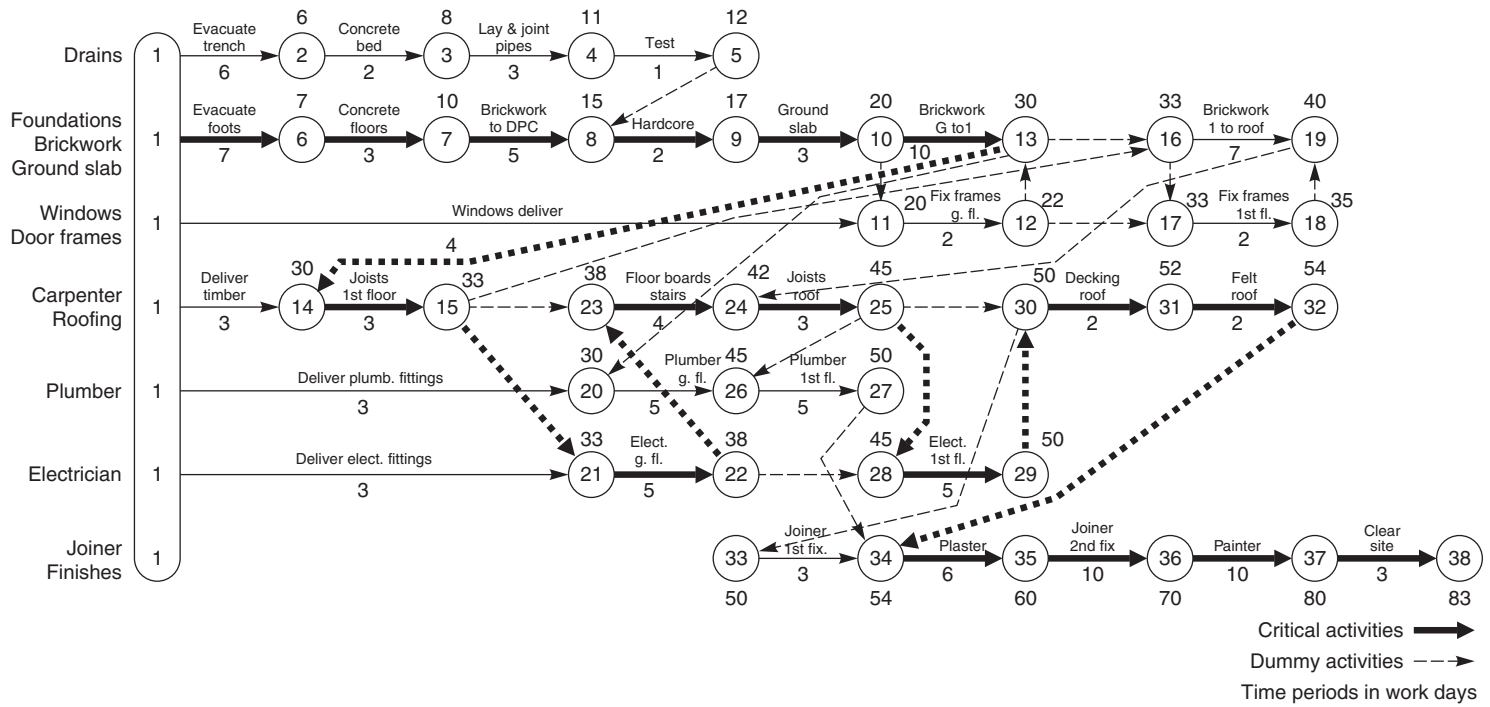 6 8 11 12
Evacuate Concrete Lay & joint
trench bed pipes Test
Drains 1 2 3 4 5
6 2 3 1
7 10 15 17 20 30 33 40
Evacuate Concrete Brickwork Ground Brickwork Brickwork
foots floors to DPC Hardcore slab G to1 1 to roof
Foundations
Brickwork
Ground slab
1 6 7 8 9 10 13 16 19
7 3 5 2 3 10 7
Windows deliver 20 Fix frames 22 33 Fix frames 35
g. fl. 1st fl.
Windows
Door frames
1 11 12 17 18
4 2 2
30 33 38 42 45 50 52 54
Deliver Joists Floor boards Joists Decking Felt
timber 1st floor stairs roof roof roof
Carpenter
Roofing
1 14 15 23 24 25 30 31 32
3 3 4 3 2 2
30 45 50
Deliver plumb. fittings Plumber Plumber
g. fl. 1st fl.
Plumber 1 20 26 27
3 5 5
33 38 45 50
Deliver elect. fittings Elect. Elect.
g. fl. 1st fl.
Electrician 1 21 22 28 29
3 5 5
Joiner Joiner Clear
1st fix. Plaster 2nd fix Painter site
Joiner
Finishes
1 33 34 35 36 37 38
3 6 10 10 3
50 54 60 70 80 83
Critical activities
Dummy activities
Time periods in work days